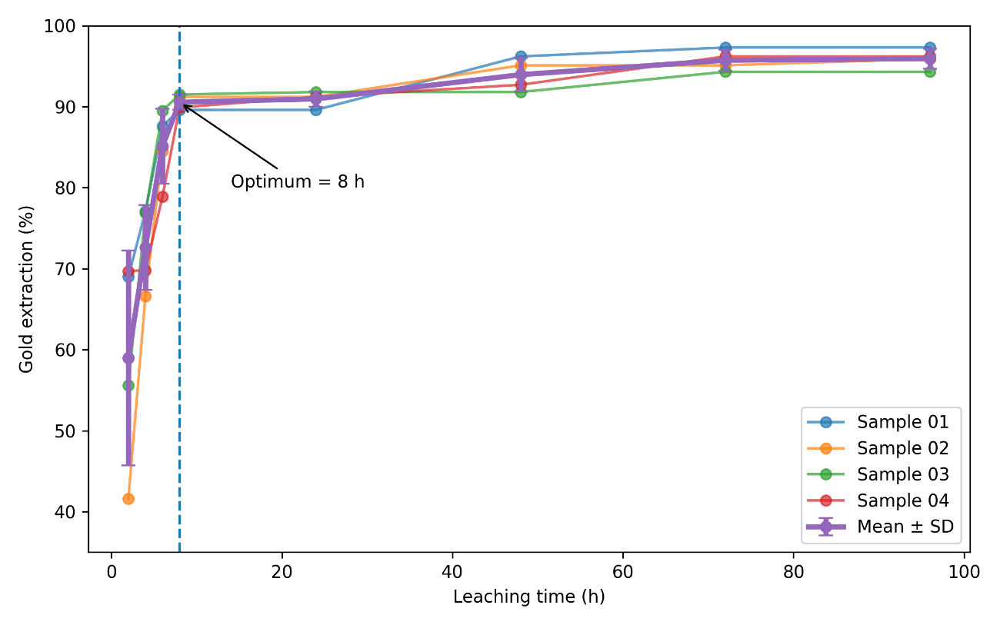 100
90
80
70
60
50
40
Gold extraction (%)
Optimum = 8 h
Sample 01
Sample 02
Sample 03
Sample 04
Mean ± SD
0 20 40 60 80 100
Leaching time (h)